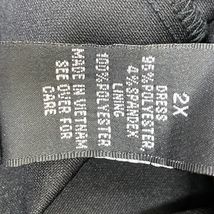 2X
DRESS
96% POLYESTER
4% SPANDEX
LINING
100% POLYESTER
MADE IN VIETNAM
SEE OVER FOR
CARE